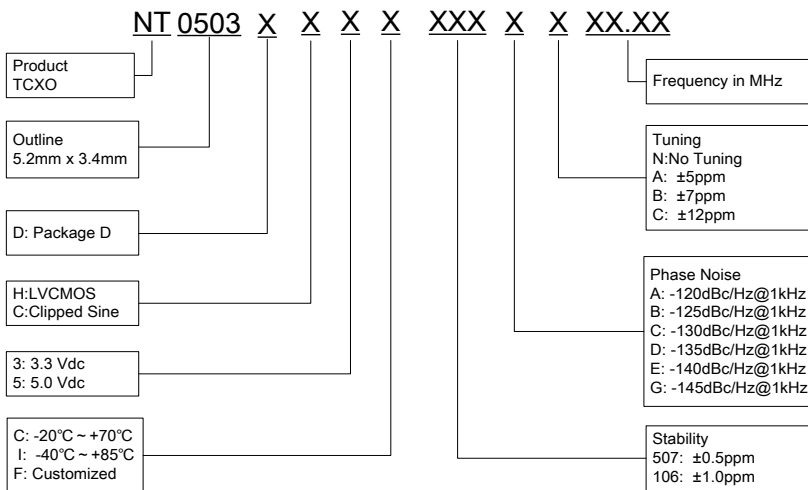 NT 0503 X X X X XXX X X XX.XX
Product
TCXO
Frequency in MHz
Outline
5.2mm x 3.4mm
Tuning
N:No Tuning
A: ±5ppm
B: ±7ppm
C: ±12ppm
D: Package D
H:LVCMOS
C:Clipped Sine
Phase Noise
A: -120dBc/Hz@1kHz
B: -125dBc/Hz@1kHz
C: -130dBc/Hz@1kHz
D: -135dBc/Hz@1kHz
E: -140dBc/Hz@1kHz
G: -145dBc/Hz@1kHz
3: 3.3 Vdc
5: 5.0 Vdc
C: -20℃ ~ +70℃
I: -40℃ ~ +85℃
F: Customized
Stability
507: ±0.5ppm
106: ±1.0ppm